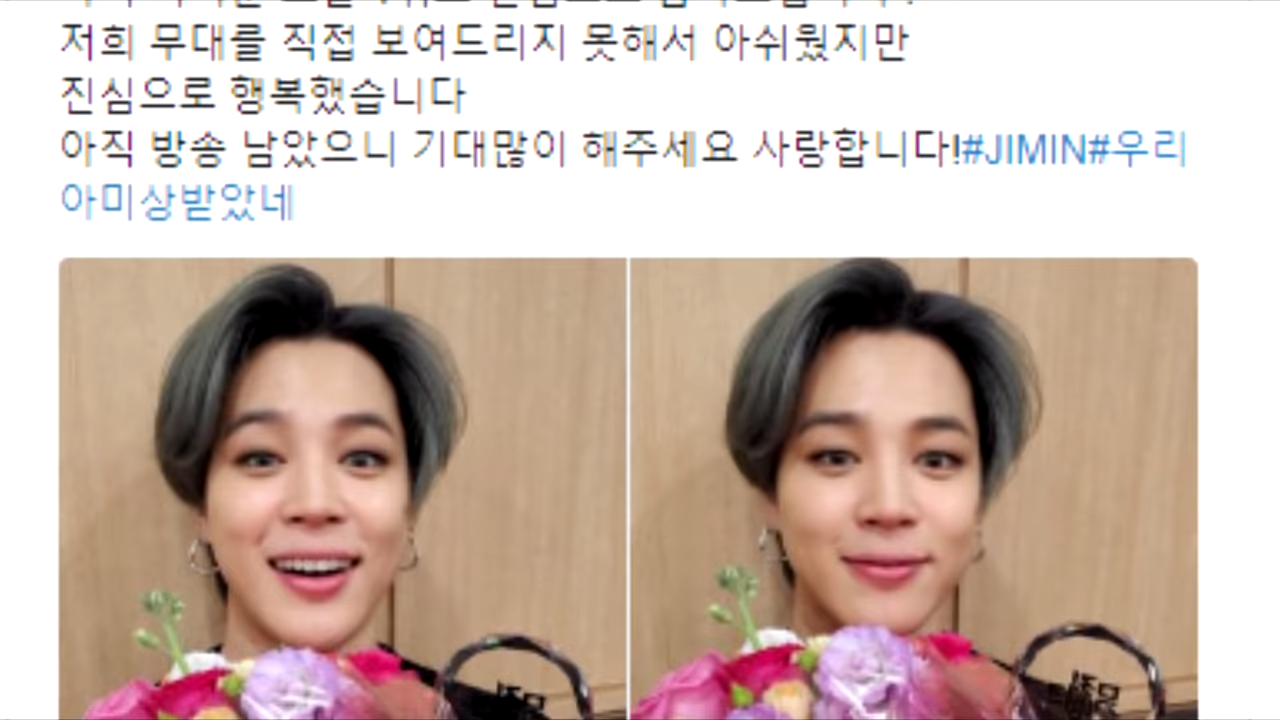 저희 무대를 직접 보여드리지 못해서 아쉬웠지만
진심으로 행복했습니다
아직 방송 남았으니 기대많이 해주세요 사랑합니다!#JIMIN#우리
아미상받았네